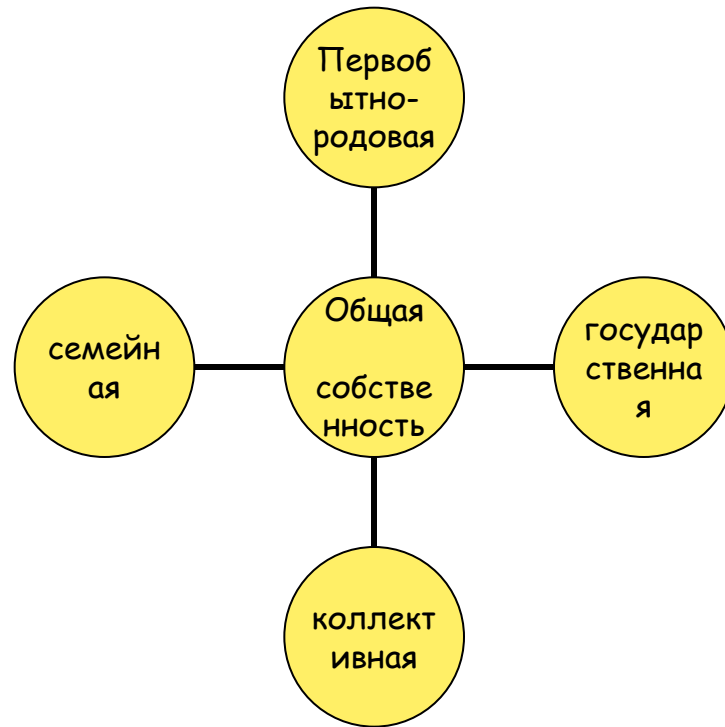 Первоб
ытно-
родовая
семейн
ая
Общая
собстве
нность
государ
ственна
я
коллект
ивная